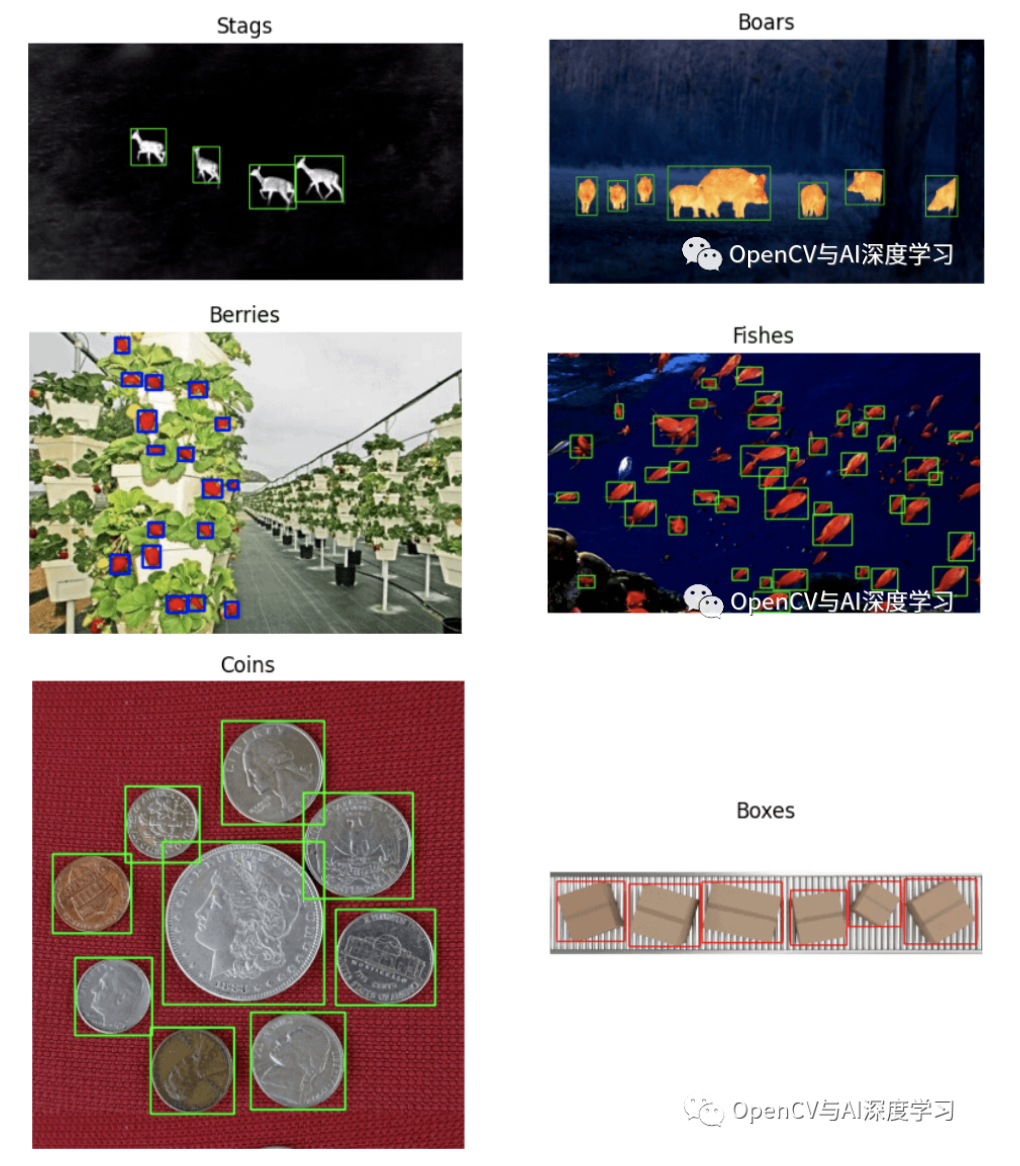 Stags
Boars
OpenCV与AI深度学习
Berries
Fishes
OpenCV与AI深度学习
Coins
LIBERTY
Boxes
OpenCV与AI深度学习